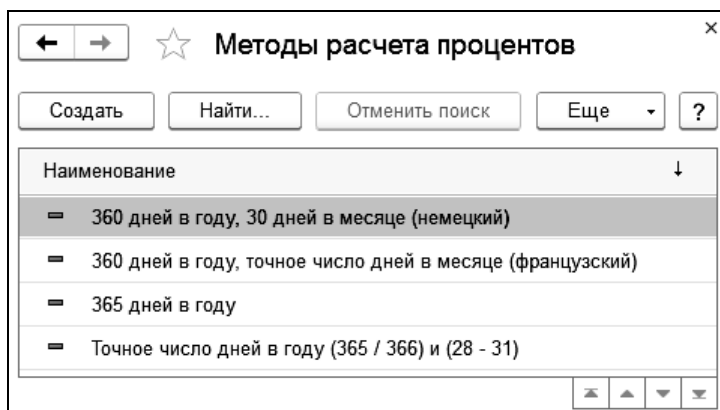 Методы расчета процентов
Создать Найти... Отменить поиск Еще ?
Наименование
360 дней в году, 30 дней в месяце (немецкий)
360 дней в году, точное число дней в месяце (французский)
365 дней в году
Точное число дней в году (365 / 366) и (28 - 31)